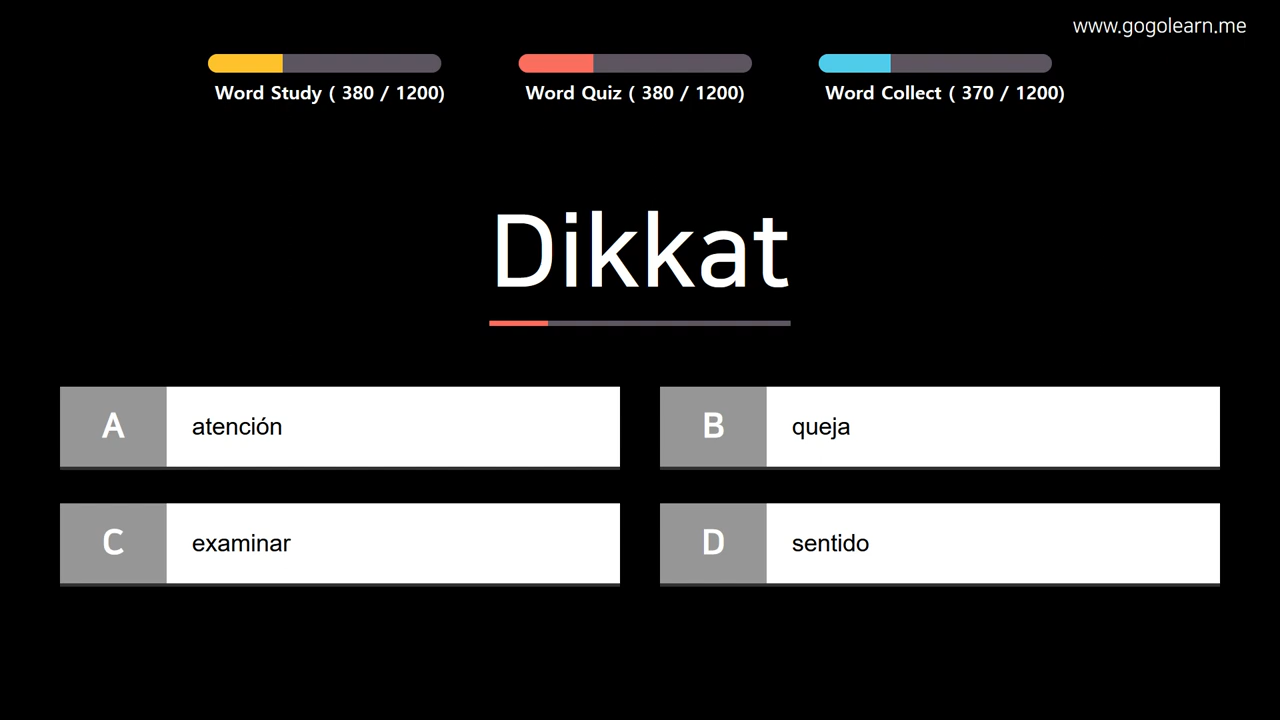 www.gogolearn.me
Word Study ( 380 / 1200)
Word Quiz ( 380 / 1200)
Word Collect ( 370 / 1200)
Dikkat
A atención
B queja
C examinar
D sentido